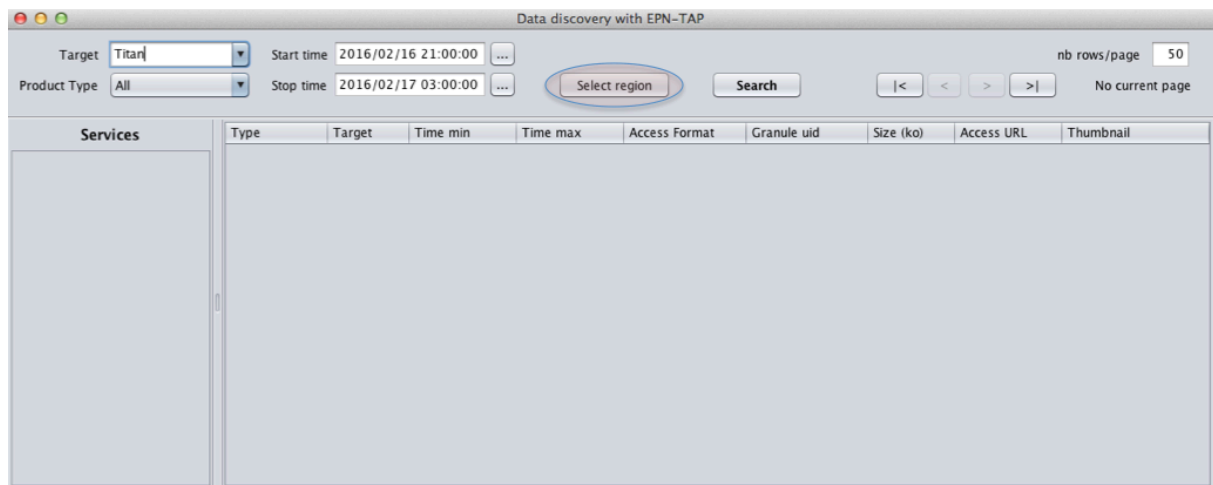 Data discovery with EPN-TAP
Target Titan Start time 2016/02/16 21:00:00 ... nb rows/page 50
Product Type All Stop time 2016/02/17 03:00:00 ... Select region Search |< < > >| No current page
Services Type Target Time min Time max Access Format Granule uid Size (ko) Access URL Thumbnail